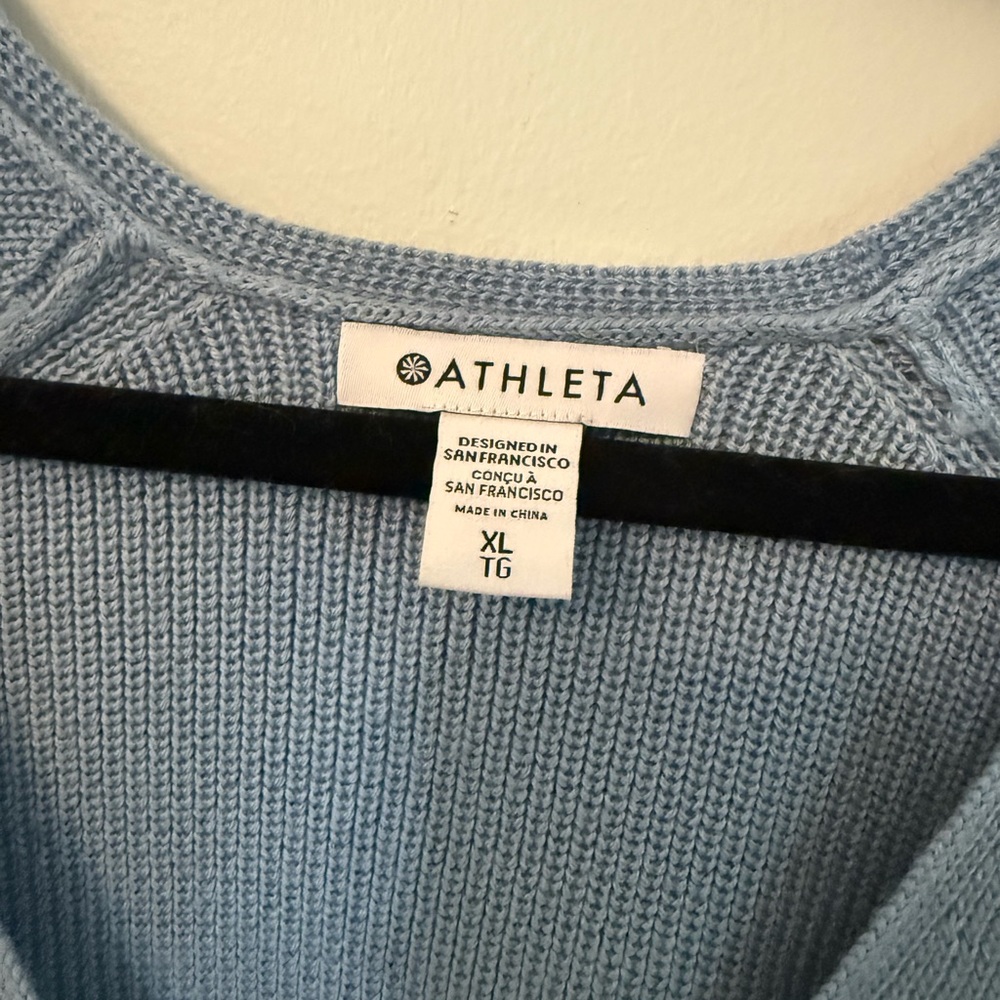 ATHLETA
DESIGNED IN
SAN FRANCISCO
CONÇU À
SAN FRANCISCO
MADE IN CHINA
XL
TG